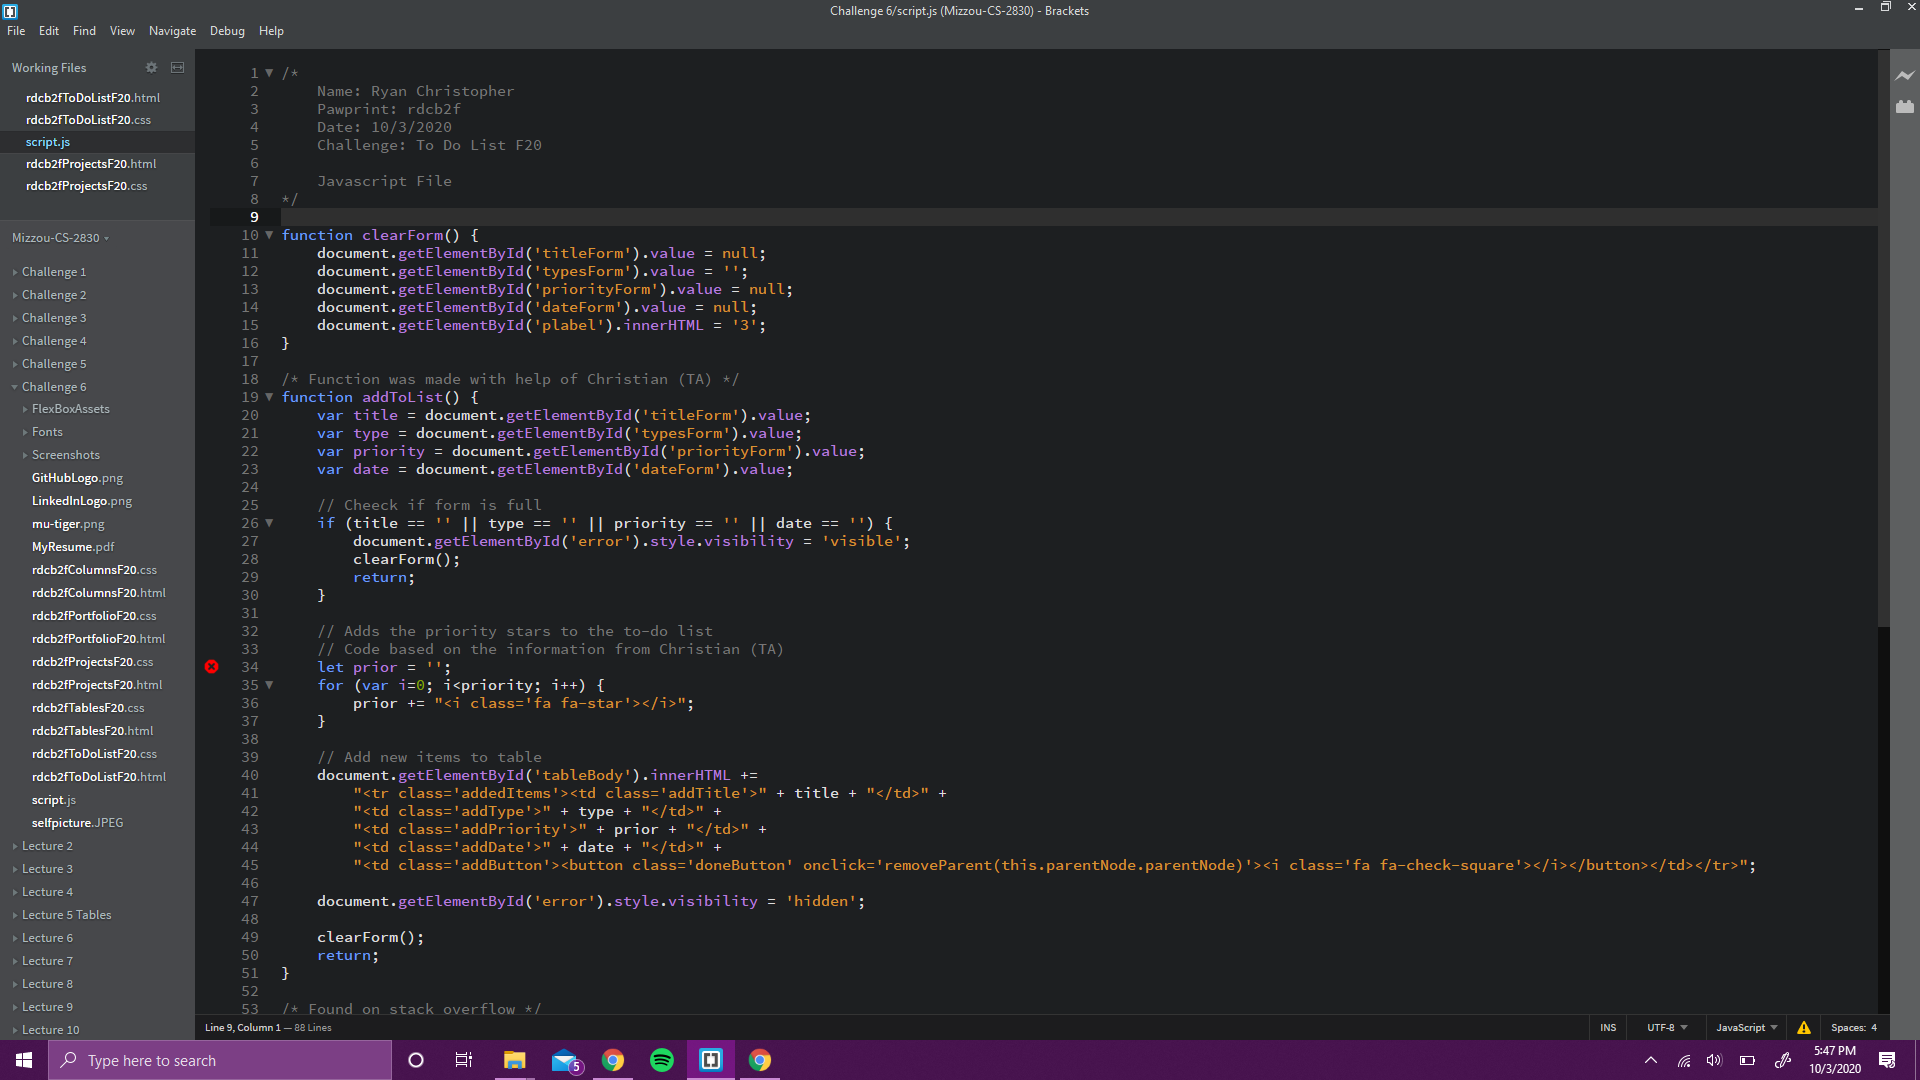 Challenge 6/script.js (Mizzou-CS-2830) - Brackets
File Edit Find View Navigate Debug Help
Working Files
rdcb2fToDoListF20.html
rdcb2fToDoListF20.css
script.js
rdcb2fProjectsF20.html
rdcb2fProjectsF20.css
Mizzou-CS-2830
Challenge 1
Challenge 2
Challenge 3
Challenge 4
Challenge 5
Challenge 6
FlexBoxAssets
Fonts
Screenshots
GitHubLogo.png
LinkedInLogo.png
mu-tiger.png
MyResume.pdf
rdcb2fColumnsF20.css
rdcb2fColumnsF20.html
rdcb2fPortfolioF20.css
rdcb2fPortfolioF20.html
rdcb2fProjectsF20.css
rdcb2fProjectsF20.html
rdcb2fTablesF20.css
rdcb2fTablesF20.html
rdcb2fToDoListF20.css
rdcb2fToDoListF20.html
script.js
selfpicture.JPEG
Lecture 2
Lecture 3
Lecture 4
Lecture 5 Tables
Lecture 6
Lecture 7
Lecture 8
Lecture 9
Lecture 10
1 /*
2 Name: Ryan Christopher
3 Pawprint: rdcb2f
4 Date: 10/3/2020
5 Challenge: To Do List F20
6
7 Javascript File
8 */
9
10 function clearForm() {
11 document.getElementById('titleForm').value = null;
12 document.getElementById('typesForm').value = '';
13 document.getElementById('priorityForm').value = null;
14 document.getElementById('dateForm').value = null;
15 document.getElementById('plabel').innerHTML = '3';
16 }
17
18 /* Function was made with help of Christian (TA) */
19 function addToList() {
20 var title = document.getElementById('titleForm').value;
21 var type = document.getElementById('typesForm').value;
22 var priority = document.getElementById('priorityForm').value;
23 var date = document.getElementById('dateForm').value;
24
25 // Cheeck if form is full
26 if (title == '' || type == '' || priority == '' || date == '') {
27 document.getElementById('error').style.visibility = 'visible';
28 clearForm();
29 return;
30 }
31
32 // Adds the priority stars to the to-do list
33 // Code based on the information from Christian (TA)
34 let prior = '';
35 for (var i=0; i<priority; i++) {
36 prior += "<i class='fa fa-star'></i>";
37 }
38
39 // Add new items to table
40 document.getElementById('tableBody').innerHTML +=
41 "<tr class='addedItems'><td class='addTitle'>" + title + "</td>" +
42 "<td class='addType'>" + type + "</td>" +
43 "<td class='addPriority'>" + prior + "</td>" +
44 "<td class='addDate'>" + date + "</td>" +
45 "<td class='addButton'><button class='doneButton' onclick='removeParent(this.parentNode.parentNode)'><i class='fa fa-check-square'></i></button></td></tr>";
46
47 document.getElementById('error').style.visibility = 'hidden';
48
49 clearForm();
50 return;
51 }
52
53 /* Found on stack overflow */
Line 9, Column 1 — 88 Lines
INS UTF-8 JavaScript Spaces: 4
Type here to search
5
5:47 PM
10/3/2020